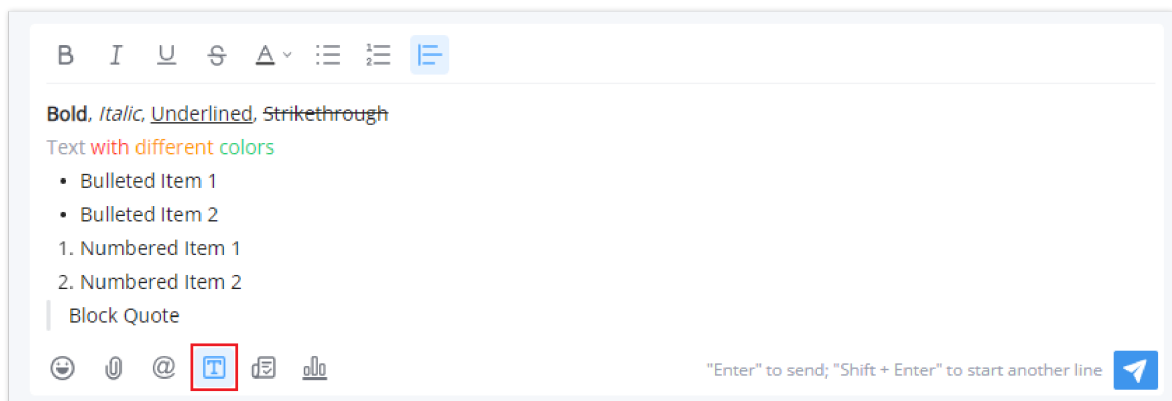 B I U S A
Bold, Italic, Underlined, Strikethrough
Text with different colors
• Bulleted Item 1
• Bulleted Item 2
1. Numbered Item 1
2. Numbered Item 2
Block Quote
@ T "Enter" to send; "Shift + Enter" to start another line